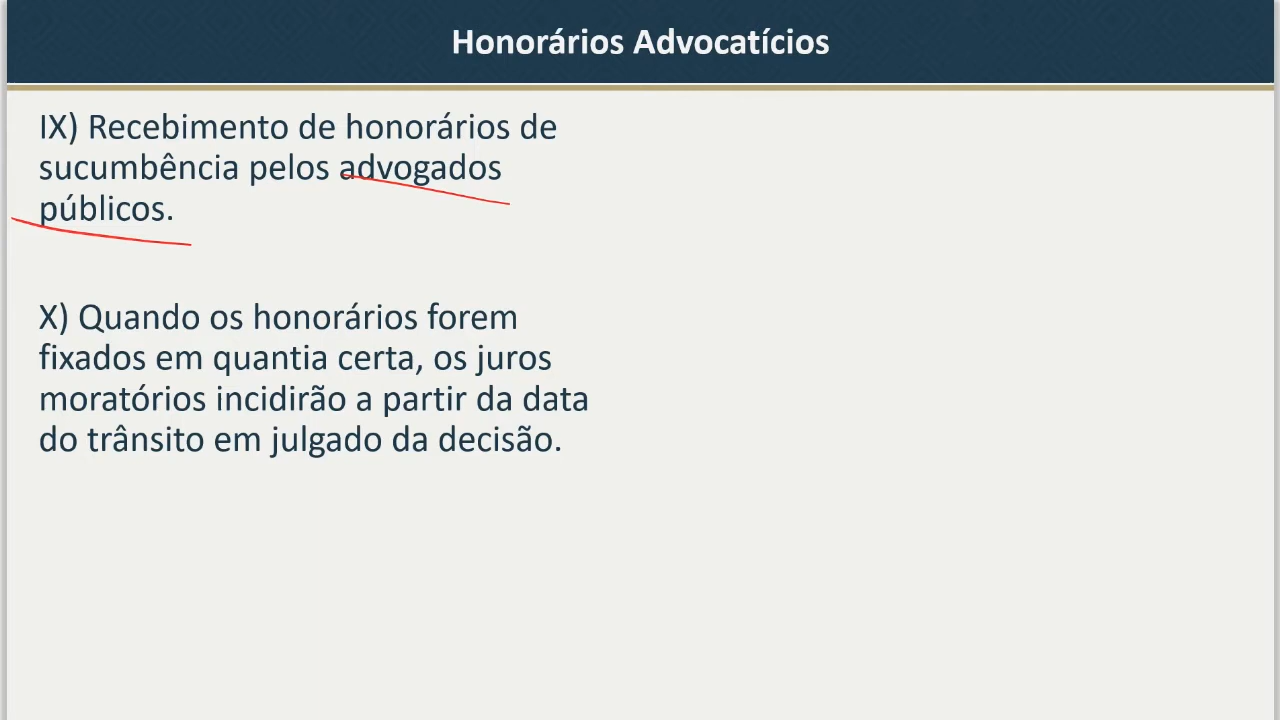 Honorários Advocatícios
IX) Recebimento de honorários de
sucumbência pelos advogados
públicos.
X) Quando os honorários forem
fixados em quantia certa, os juros
moratórios incidirão a partir da data
do trânsito em julgado da decisão.